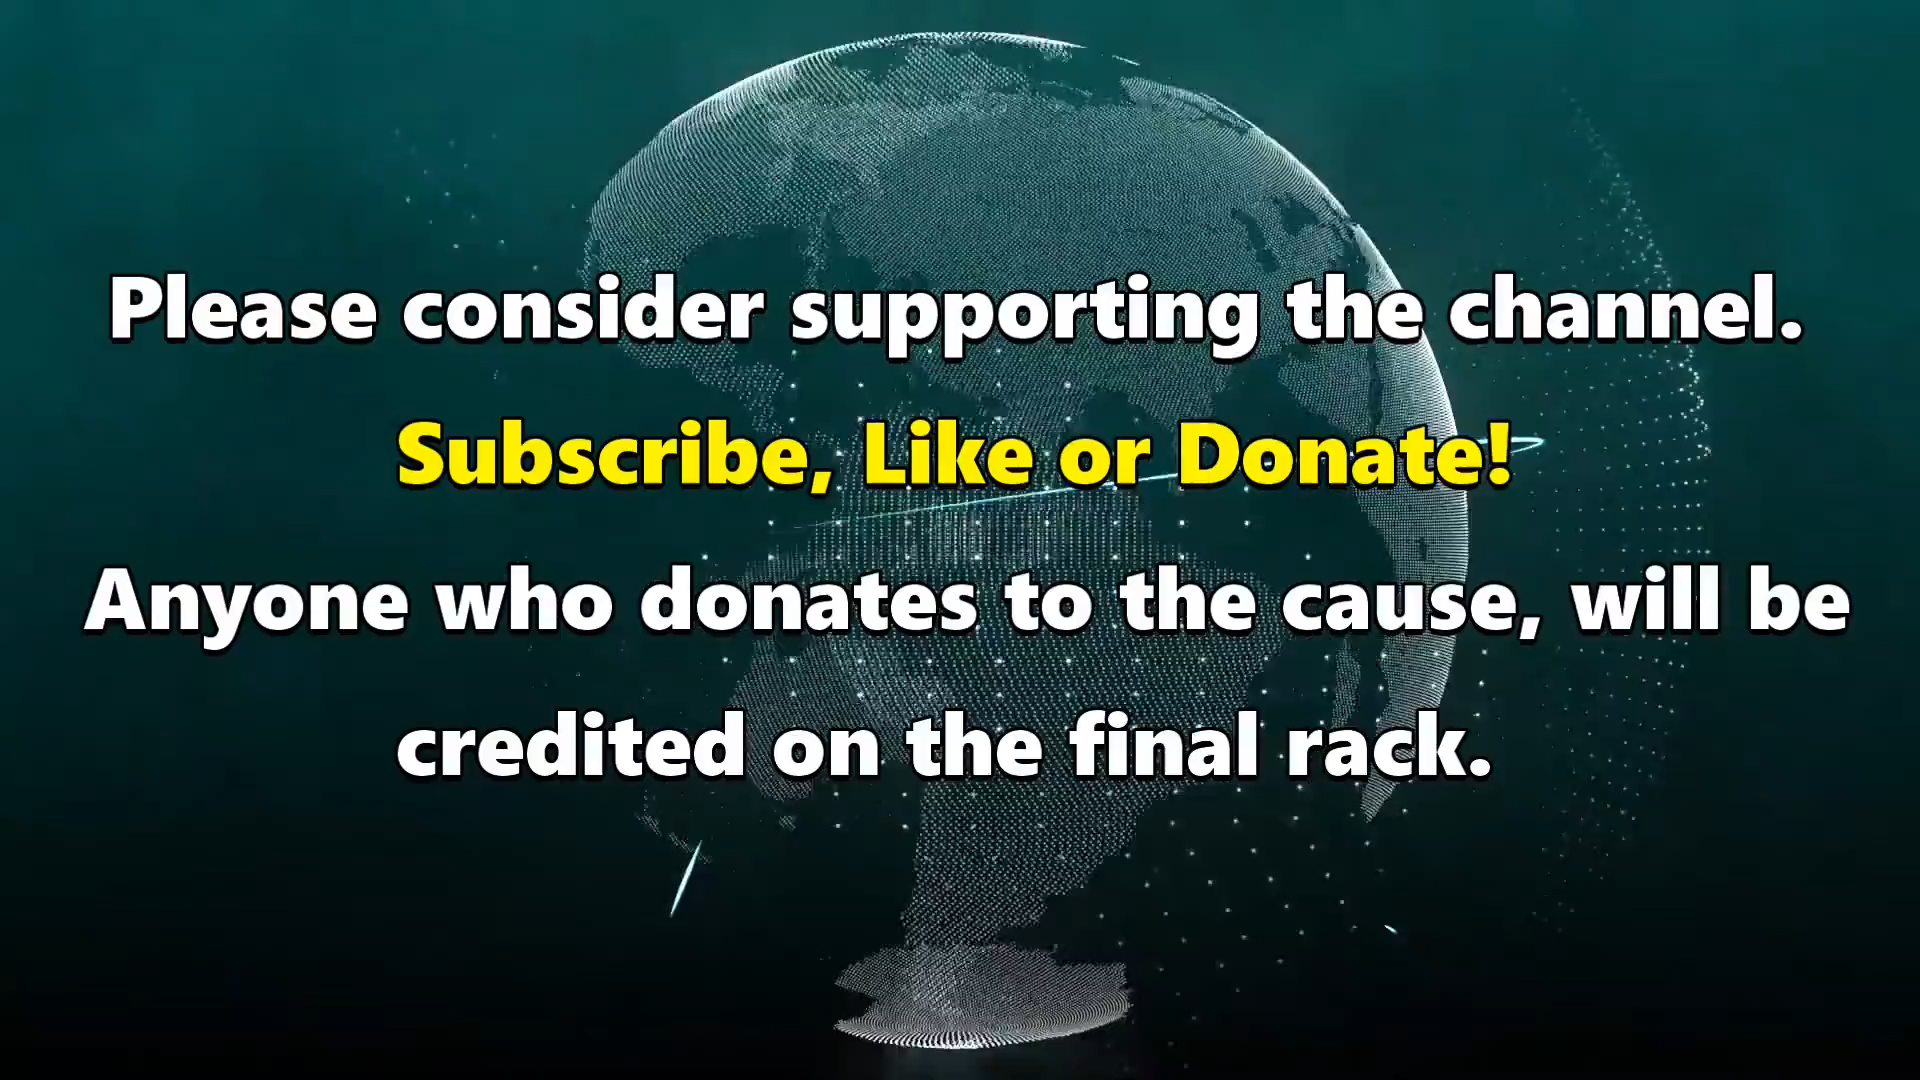 Please consider supporting the channel.
Subscribe, Like or Donate!
Anyone who donates to the cause, will be
credited on the final rack.